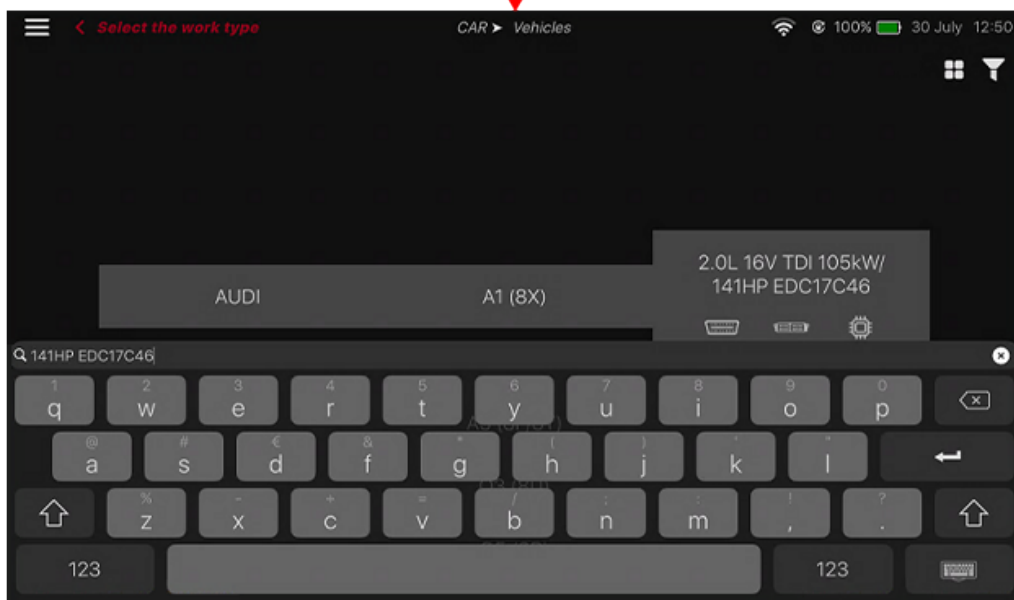 Select the work type
CAR ➤ Vehicles
100%
30 July 12:50
2.0L 16V TDI 105kW/
141HP EDC17C46
AUDI
A1 (8X)
141HP EDC17C46
1 2 3 4 5 6 7 8 9 0
q w e r t y u i o p
@ # € & * ( ) ' "
a s d f g h j k l
% - + = / ; : ! ?
z x c v b n m , .
123
123